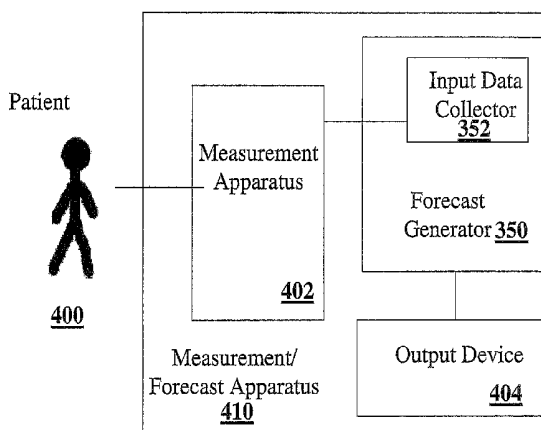 Patient
400
Measurement
Apparatus
402
Measurement/
Forecast Apparatus
410
Input Data
Collector
352
Forecast
Generator 350
Output Device
404